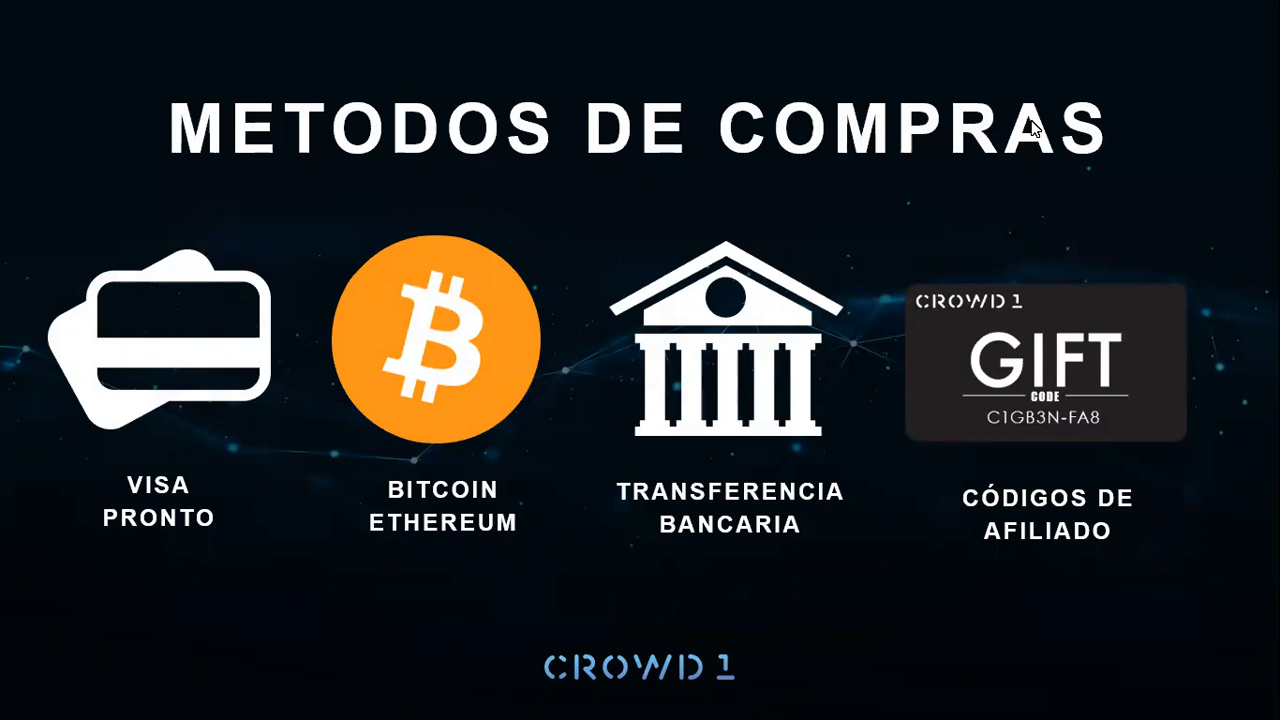 METODOS DE COMPRAS
CROWD 1
GIFT
CODE
C1GB3N-FA8
VISA
PRONTO
BITCOIN
ETHEREUM
TRANSFERENCIA
BANCARIA
CÓDIGOS DE
AFILIADO
CROWD 1